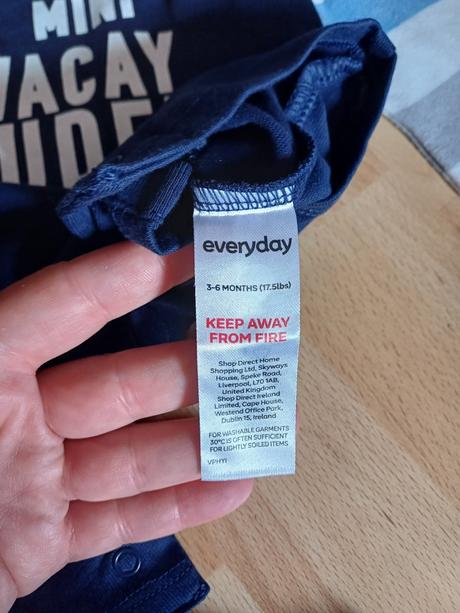 MINI
VACAY
everyday
3-6 MONTHS (17.5lbs)
KEEP AWAY
FROM FIRE
Shop Direct Home
Shopping Ltd, Skyways
House, Speke Road,
Liverpool, L70 1AB,
United Kingdom
Shop Direct Ireland
Limited, Cape House,
Westend Office Park,
Dublin 15, Ireland
FOR WASHABLE GARMENTS
30°C IS OFTEN SUFFICIENT
FOR LIGHTLY SOILED ITEMS
VPHYI